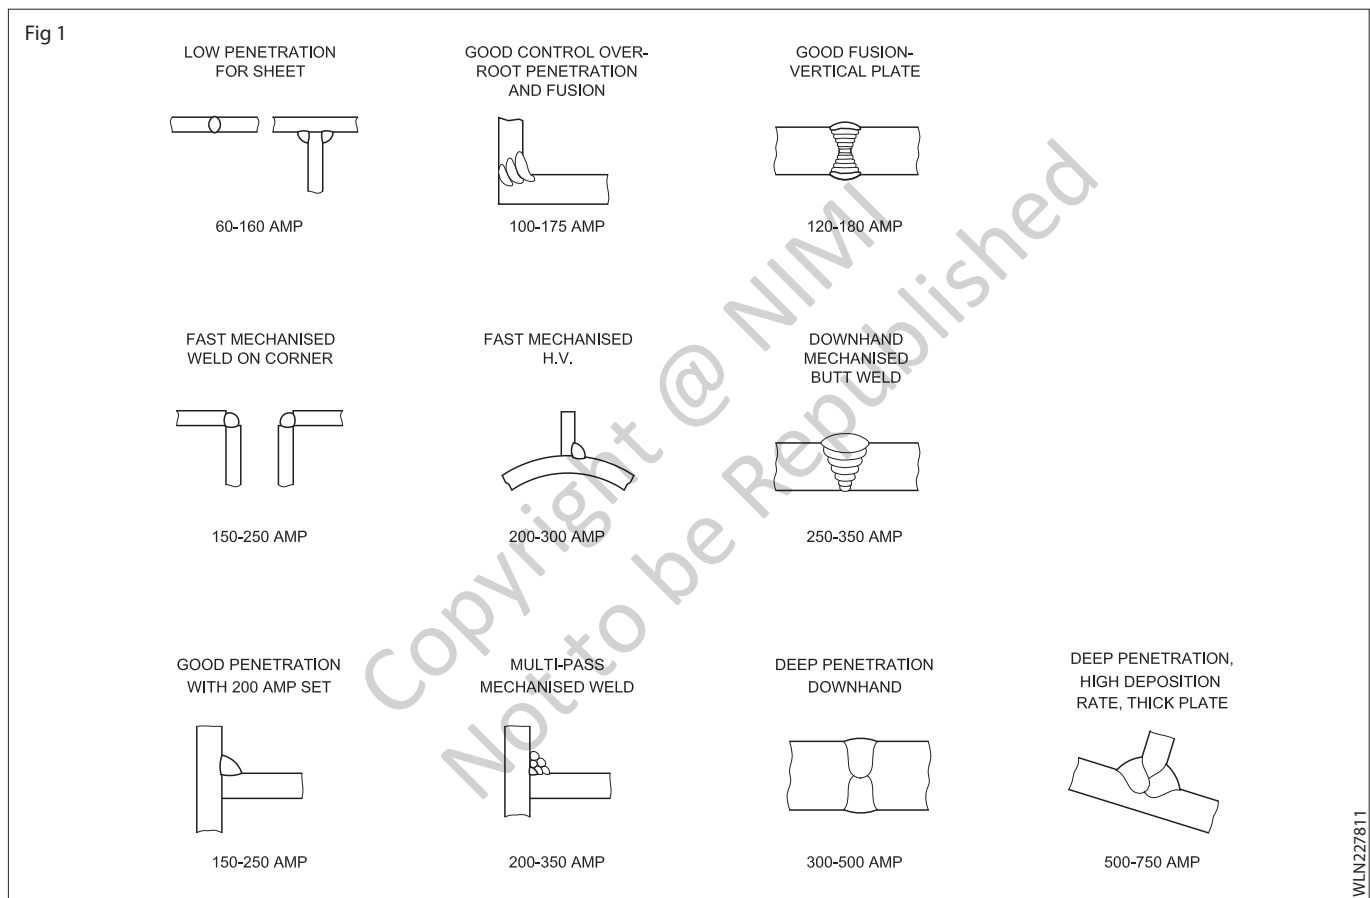 Fig 1
LOW PENETRATION
FOR SHEET
60-160 AMP
GOOD CONTROL OVER-
ROOT PENETRATION
AND FUSION
100-175 AMP
GOOD FUSION-
VERTICAL PLATE
120-180 AMP
FAST MECHANISED
WELD ON CORNER
150-250 AMP
FAST MECHANISED
H.V.
200-300 AMP
DOWNHAND
MECHANISED
BUTT WELD
250-350 AMP
GOOD PENETRATION
WITH 200 AMP SET
150-250 AMP
MULTI-PASS
MECHANISED WELD
200-350 AMP
DEEP PENETRATION
DOWNHAND
300-500 AMP
DEEP PENETRATION,
HIGH DEPOSITION
RATE, THICK PLATE
500-750 AMP
WLN227811
Copyright @ NIMI
Not to be Republished